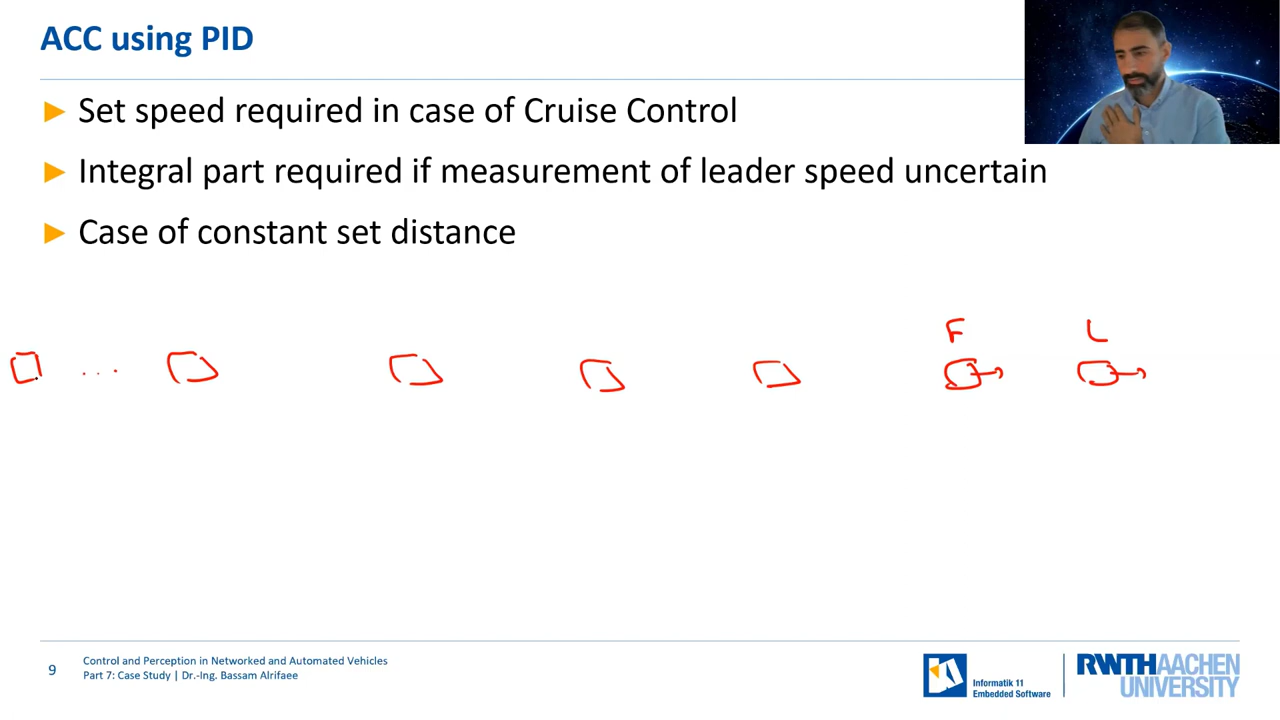 ACC using PID
► Set speed required in case of Cruise Control
► Integral part required if measurement of leader speed uncertain
► Case of constant set distance
F L
...
9
Control and Perception in Networked and Automated Vehicles
Part 7: Case Study | Dr.-Ing. Bassam Alrifaee
Informatik 11
Embedded Software
RWTHAACHEN
UNIVERSITY